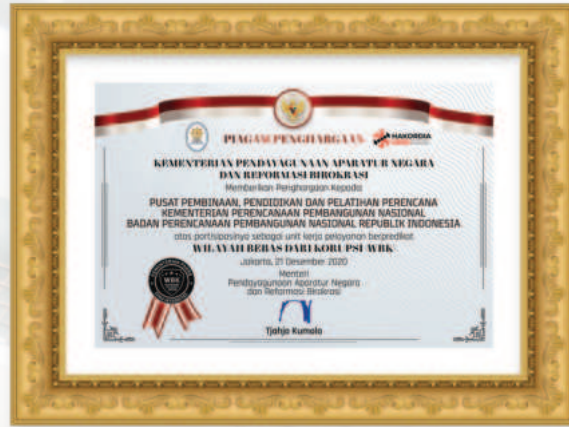 PIAGAM PENGHARGAAN
HAKORDIA
KEMENTERIAN PENDAYAGUNAAN APARATUR NEGARA
DAN REFORMASI BIROKRASI
Memberikan Penghargaan Kepada
PUSAT PEMBINAAN, PENDIDIKAN DAN PELATIHAN PERENCANA
KEMENTERIAN PERENCANAAN PEMBANGUNAN NASIONAL
BADAN PERENCANAAN PEMBANGUNAN NASIONAL REPUBLIK INDONESIA
atas partisipasinya sebagai unit kerja pelayanan berpredikat
WILAYAH BEBAS DARI KORUPSI/WBK
Jakarta, 21 Desember 2020
Menteri
Pendayagunaan Aparatur Negara
dan Reformasi Birokrasi
WBK
Tjahjo Kumolo